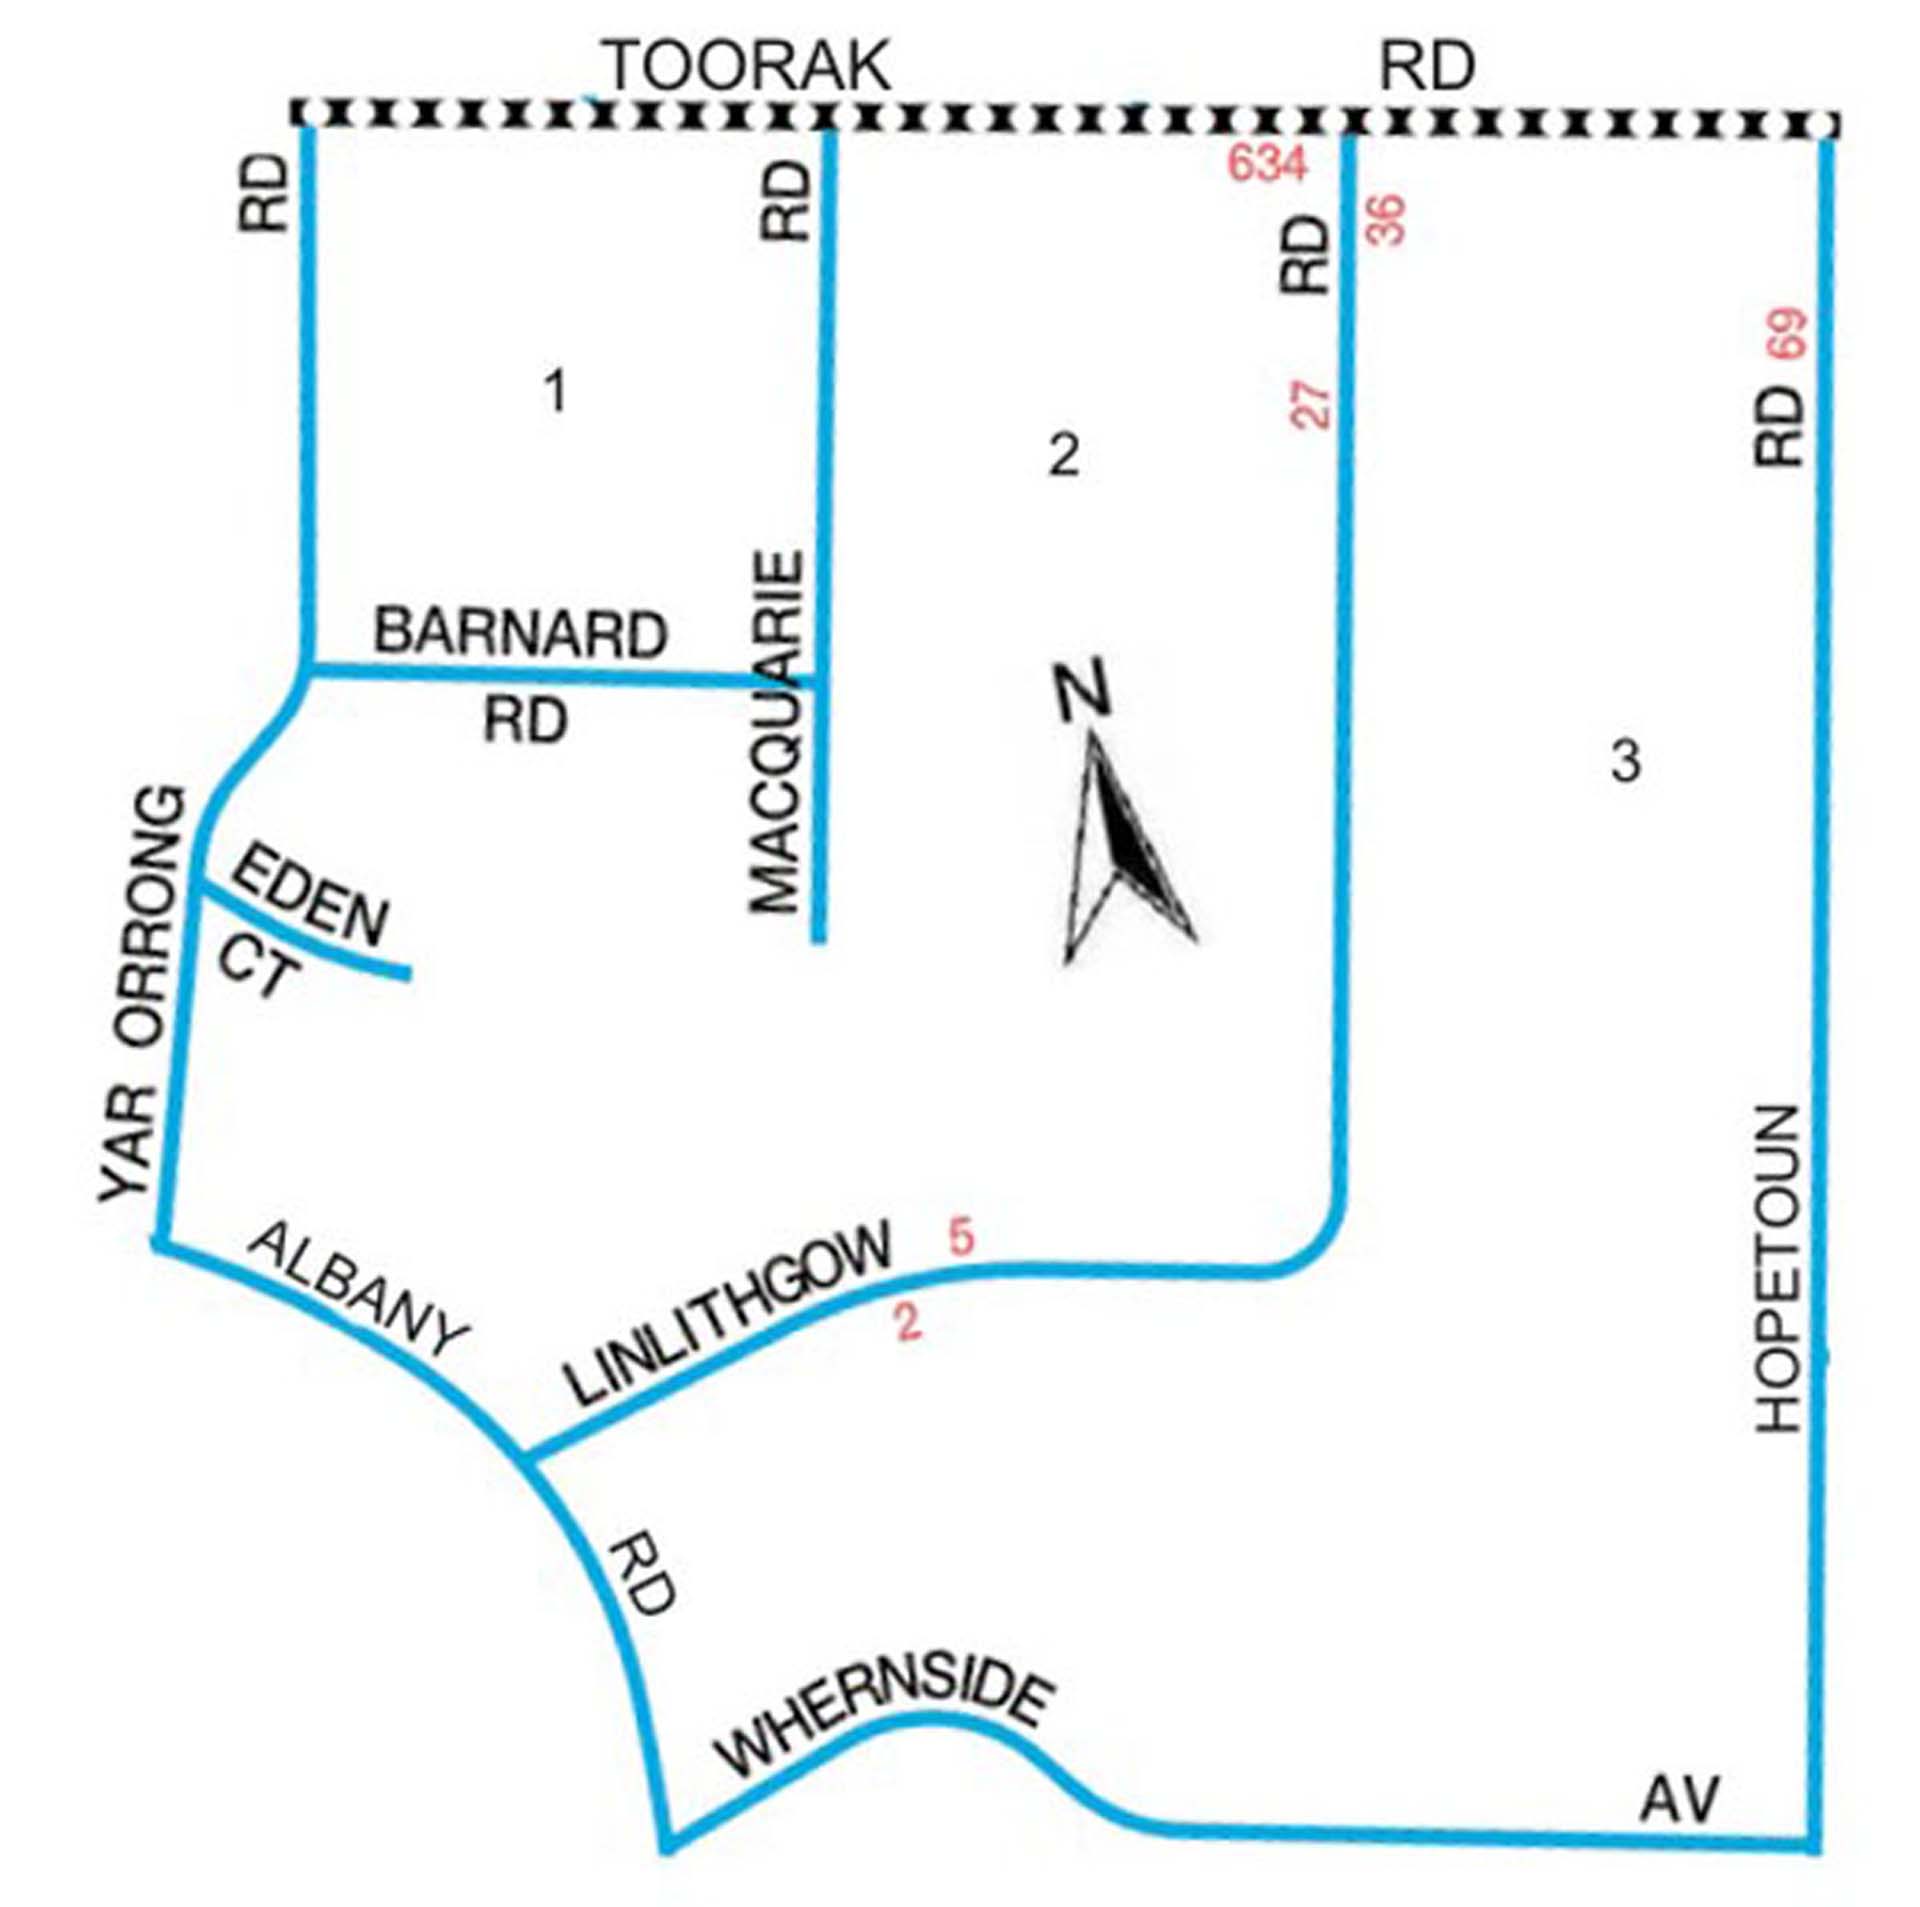 TOORAK RD
RD
RD
634
RD
36
69
RD
27
1
2
3
BARNARD
RD
MACQUARIE
N
YAR ORRONG
EDEN
CT
HOPETOUN
ALBANY
RD
LINLITHGOW
5
2
WHERNSIDE
AV